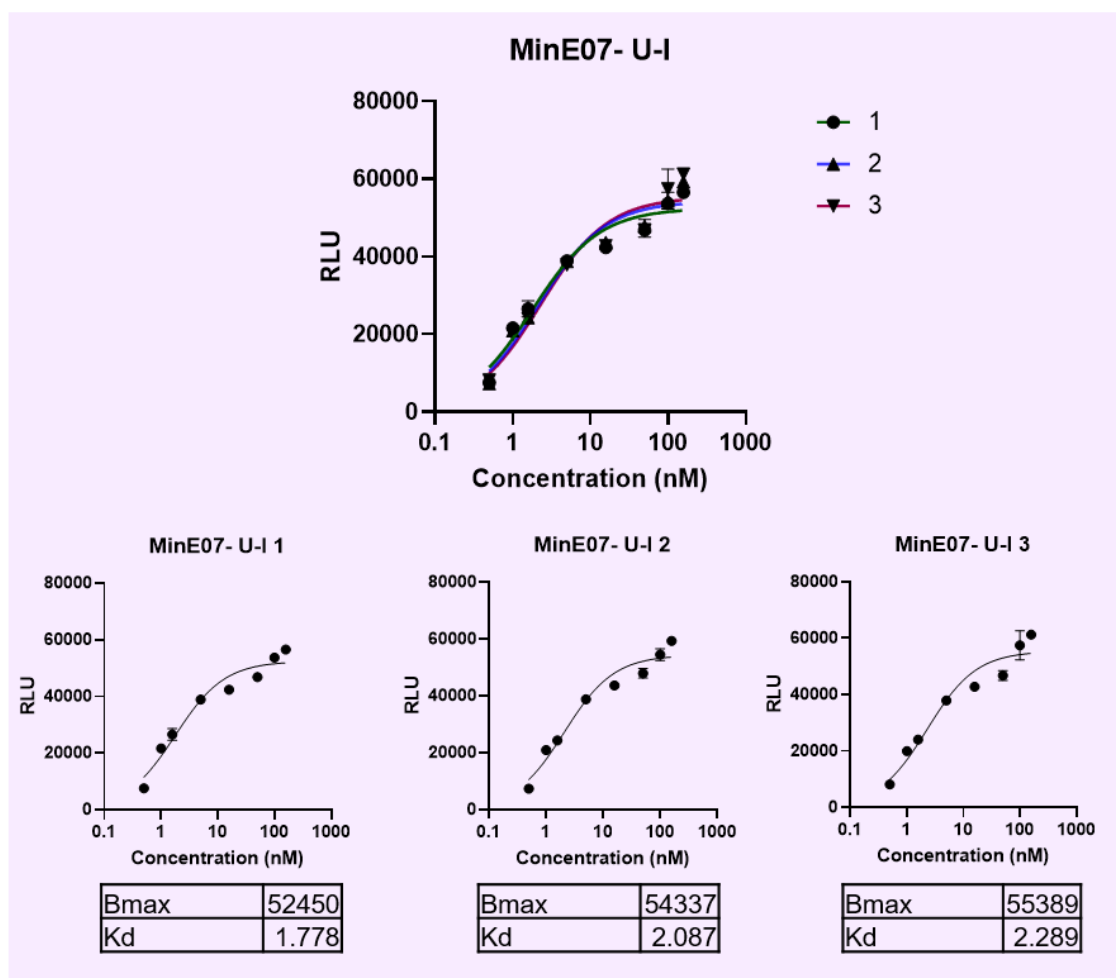 MinE07- U-I
80000
60000
40000
20000
0
RLU
0.1 1 10 100 1000
Concentration (nM)
1
2
3
MinE07- U-I 1
80000
60000
40000
20000
0
RLU
0.1 1 10 100 1000
Concentration (nM)
Bmax 52450
Kd 1.778
MinE07- U-I 2
80000
60000
40000
20000
0
RLU
0.1 1 10 100 1000
Concentration (nM)
Bmax 54337
Kd 2.087
MinE07- U-I 3
80000
60000
40000
20000
0
RLU
0.1 1 10 100 1000
Concentration (nM)
Bmax 55389
Kd 2.289